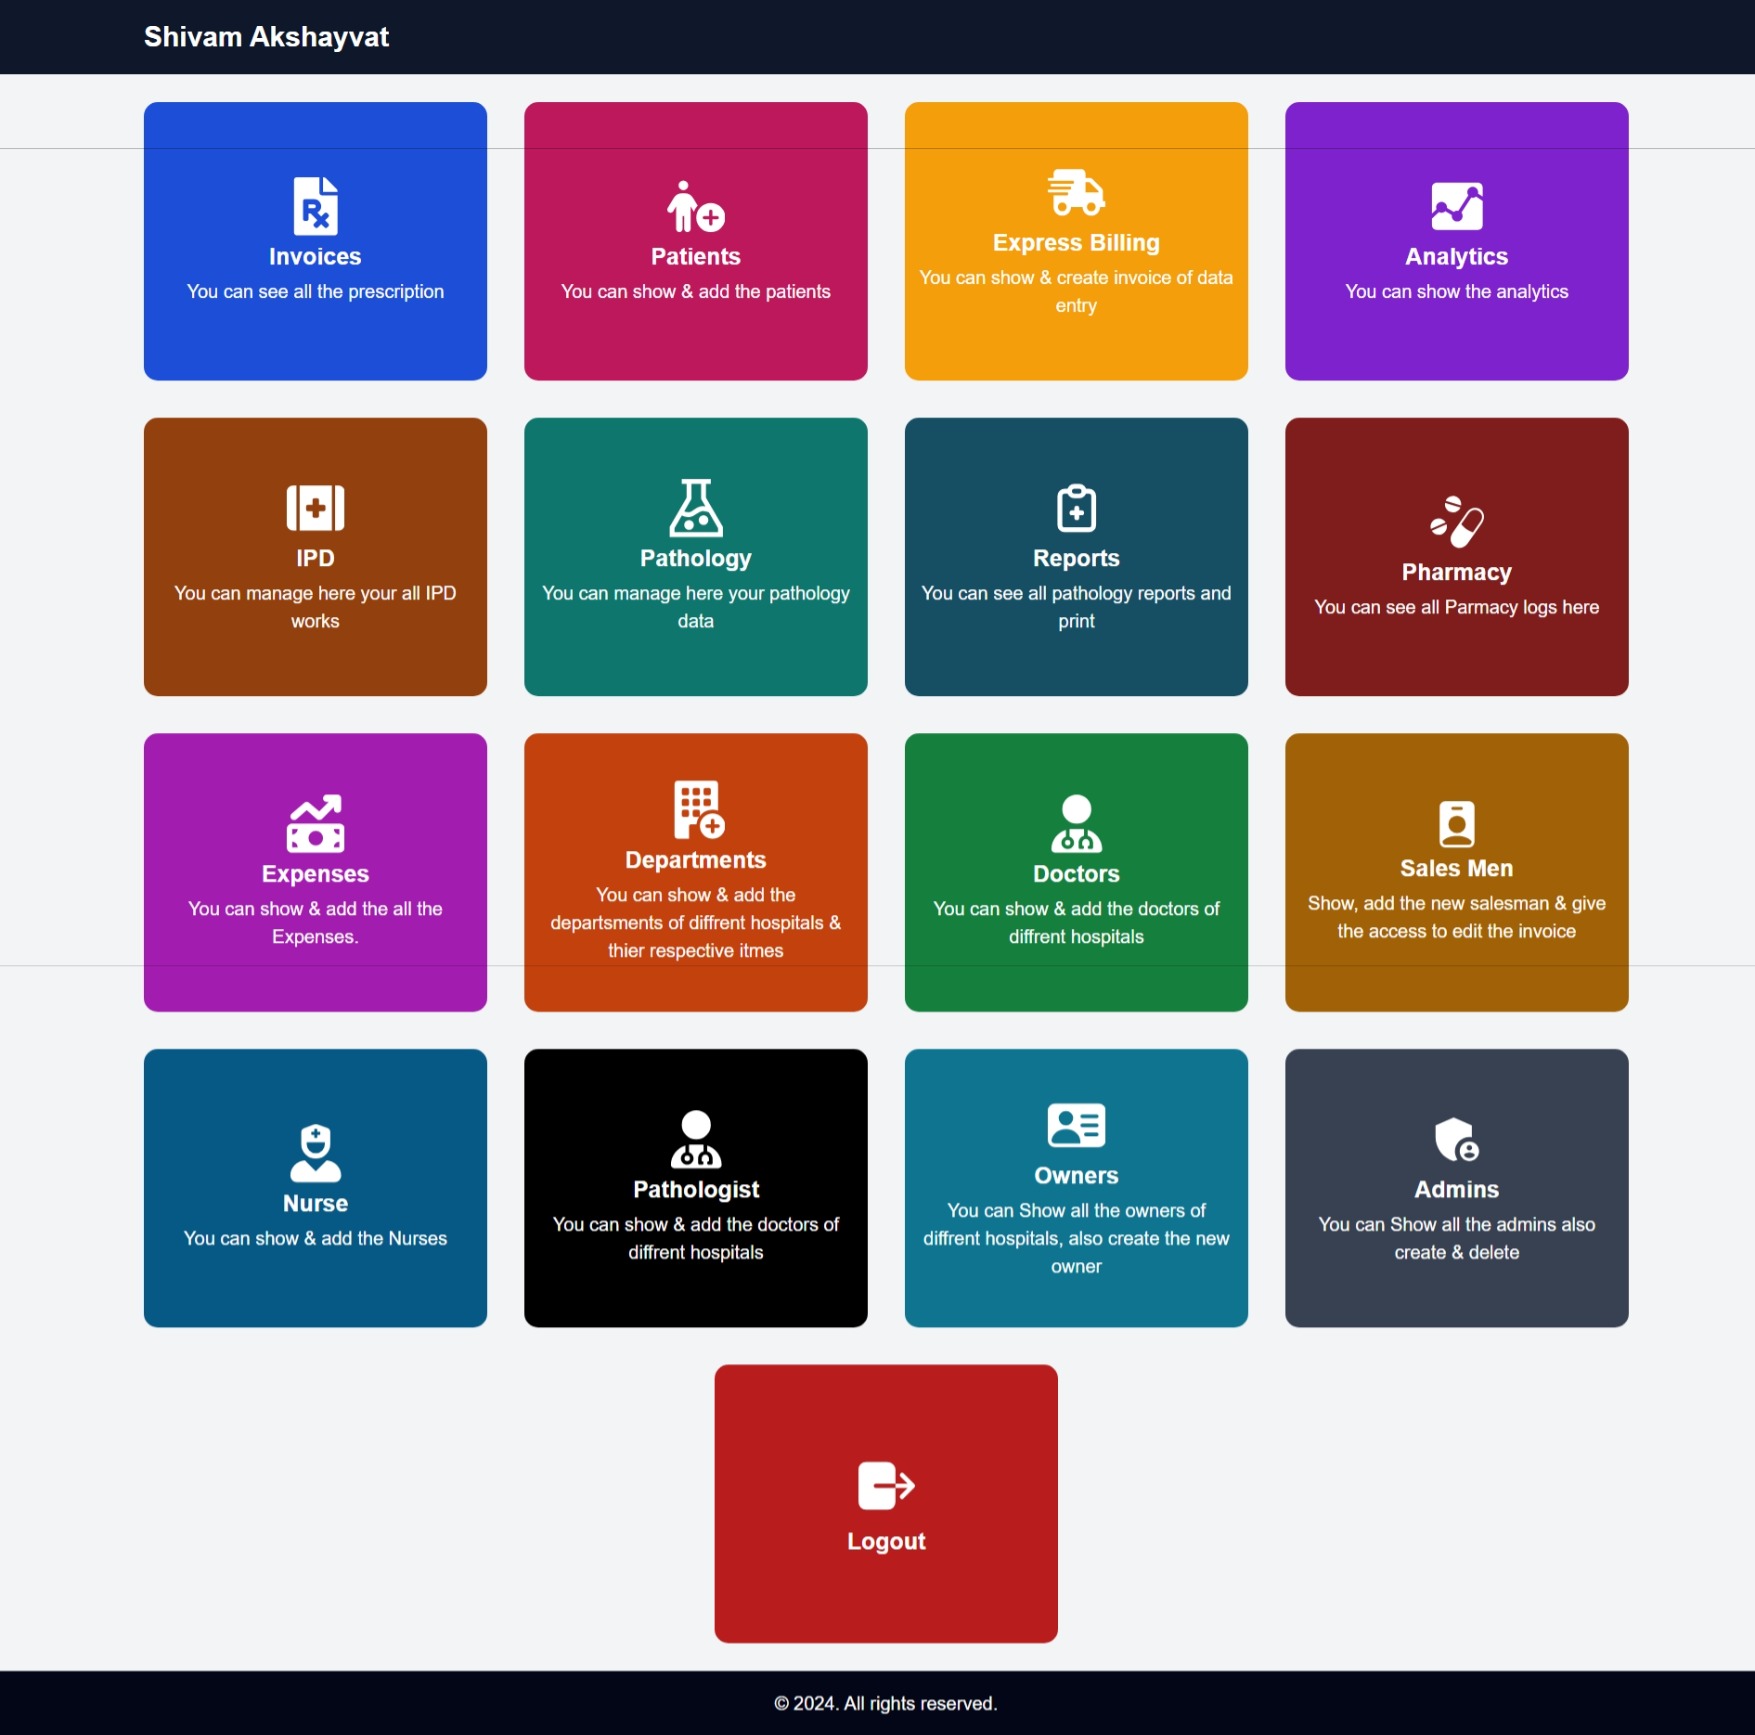 Shivam Akshayvat
Invoices
You can see all the prescription
Patients
You can show & add the patients
Express Billing
You can show & create invoice of data
entry
Analytics
You can show the analytics
IPD
You can manage here your all IPD
works
Pathology
You can manage here your pathology
data
Reports
You can see all pathology reports and
print
Pharmacy
You can see all Parmacy logs here
Expenses
You can show & add the all the
Expenses.
Departments
You can show & add the
departsments of diffrent hospitals &
thier respective itmes
Doctors
You can show & add the doctors of
diffrent hospitals
Sales Men
Show, add the new salesman & give
the access to edit the invoice
Nurse
You can show & add the Nurses
Pathologist
You can show & add the doctors of
diffrent hospitals
Owners
You can Show all the owners of
diffrent hospitals, also create the new
owner
Admins
You can Show all the admins also
create & delete
Logout
© 2024. All rights reserved.